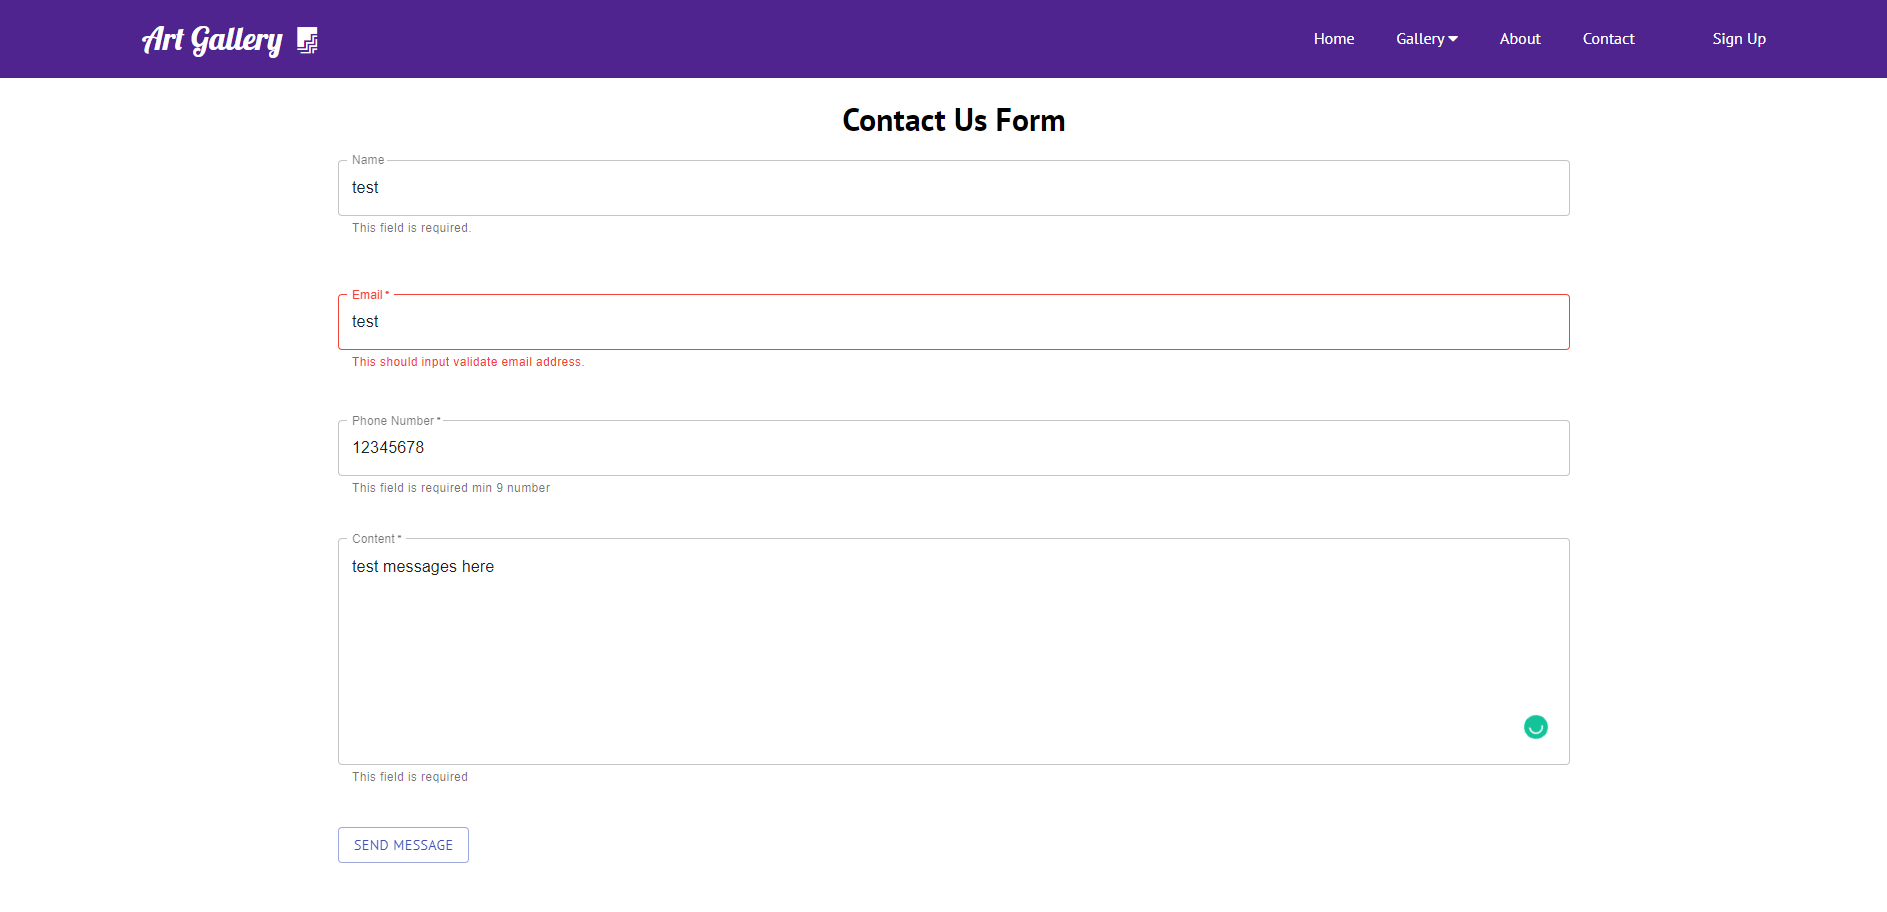 Art Gallery
Home Gallery About Contact Sign Up
Contact Us Form
Name
test
This field is required.
Email *
test
This should input validate email address.
Phone Number *
12345678
This field is required min 9 number
Content *
test messages here
This field is required
SEND MESSAGE